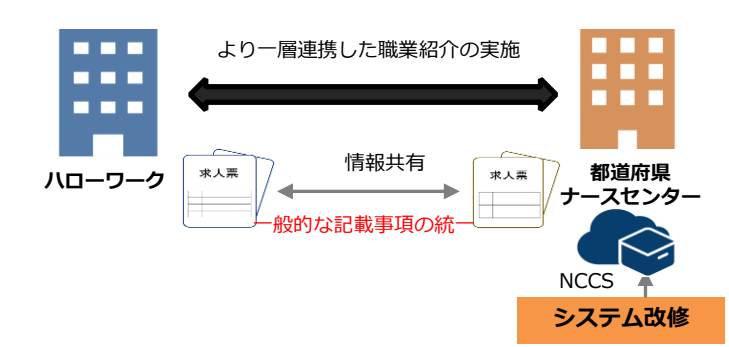 より一層連携した職業紹介の実施
ハローワーク
求人票
情報共有
求人票
一般的な記載事項の統一
都道府県
ナースセンター
NCCS
システム改修